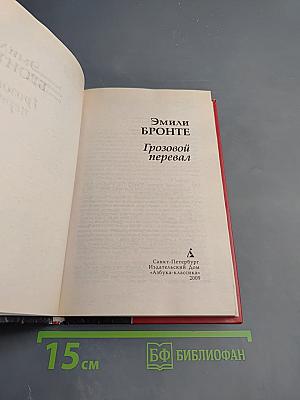 Эмили
БРОНТЕ
Грозовой
перевал
Санкт-Петербург
Издательский Дом
«Азбука-классика»
2009
15 см
БФ БИБЛИОФАН